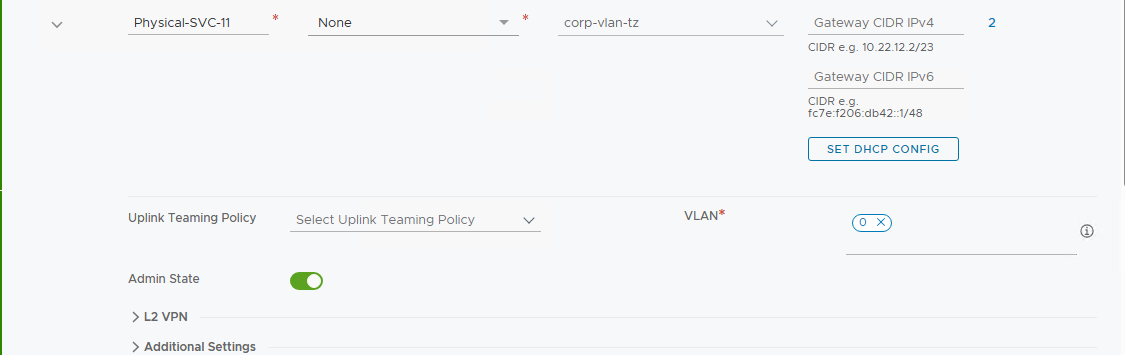 Physical-SVC-11 * None * corp-vlan-tz Gateway CIDR IPv4 2
CIDR e.g. 10.22.12.2/23
Gateway CIDR IPv6
CIDR e.g.
fc7e:f206:db42::1/48
SET DHCP CONFIG
Uplink Teaming Policy Select Uplink Teaming Policy VLAN* 0
Admin State
L2 VPN
Additional Settings